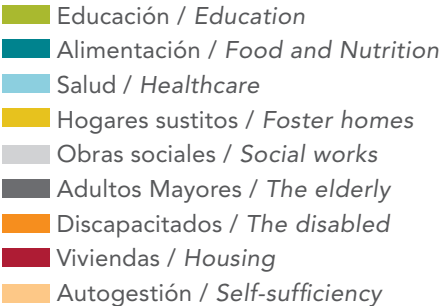 Educación / Education
Alimentación / Food and Nutrition
Salud / Healthcare
Hogares sustitos / Foster homes
Obras sociales / Social works
Adultos Mayores / The elderly
Discapacitados / The disabled
Viviendas / Housing
Autogestión / Self-sufficiency